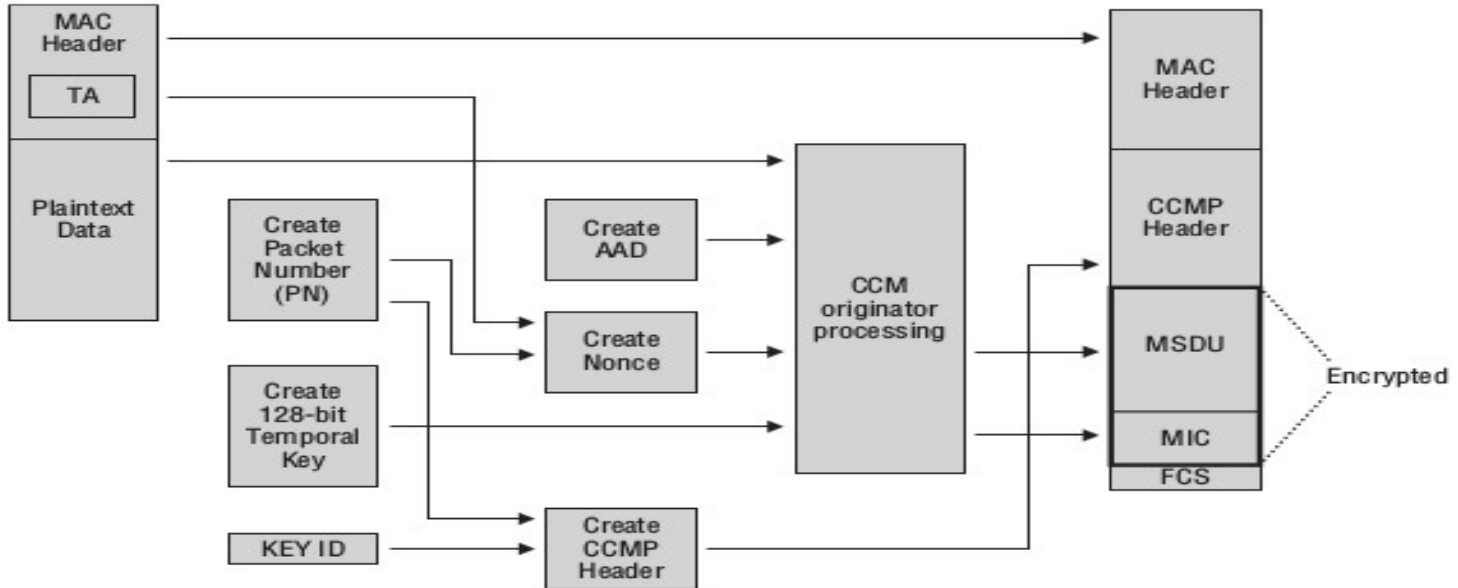 MAC
Header
TA
Plaintext
Data
Create
Packet
Number
(PN)
Create
128-bit
Temporal
Key
KEY ID
Create
AAD
Create
Nonce
Create
CCMP
Header
CCM
originator
processing
MAC
Header
CCMP
Header
MSDU
MIC
FCS
Encrypted